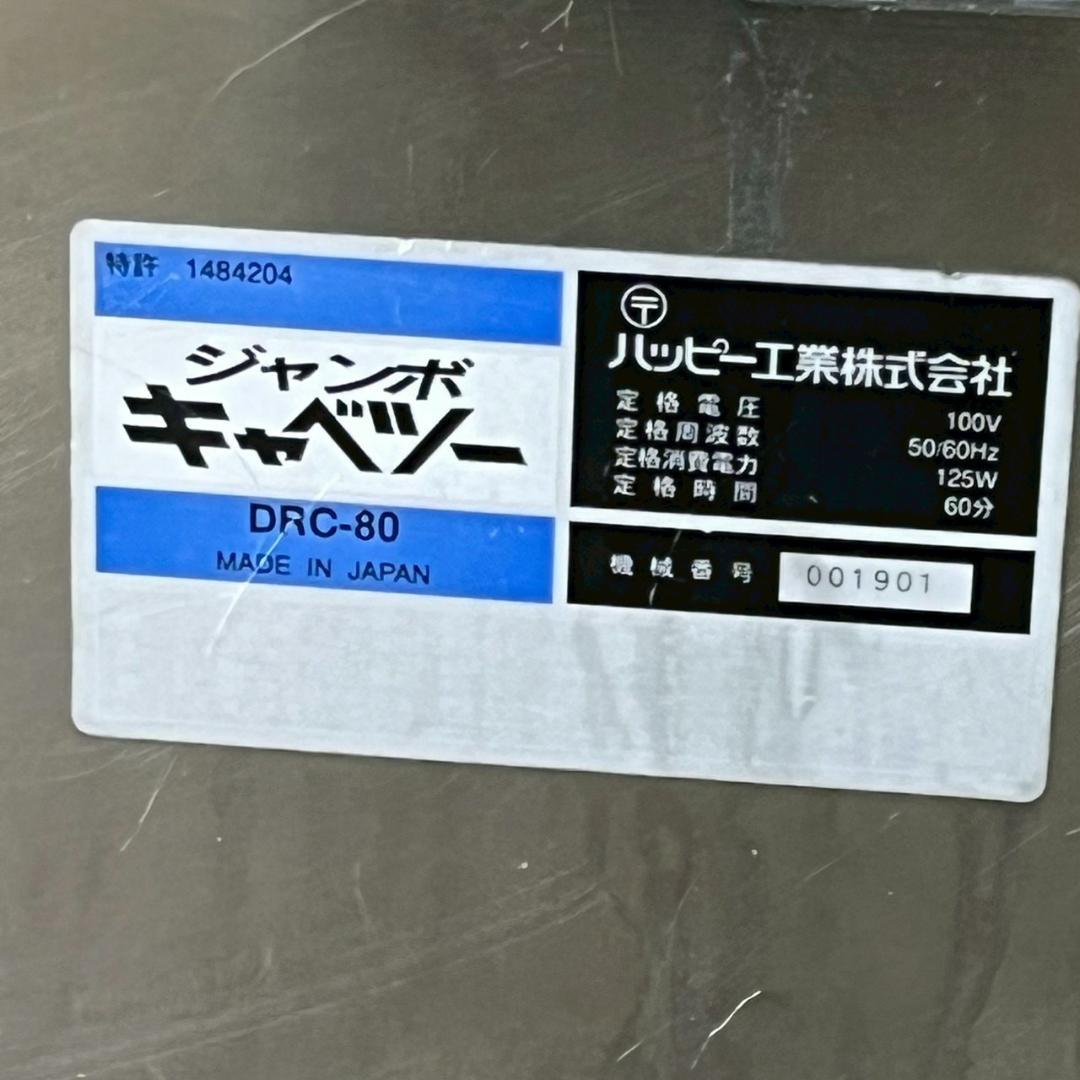 特許 1484204
ジャンボ
キャベツー
DRC-80
MADE IN JAPAN
〒
ハッピー工業株式会社
定格電圧 100V
定格周波数 50/60Hz
定格消費電力 125W
定格時間 60分
機械番号 001901